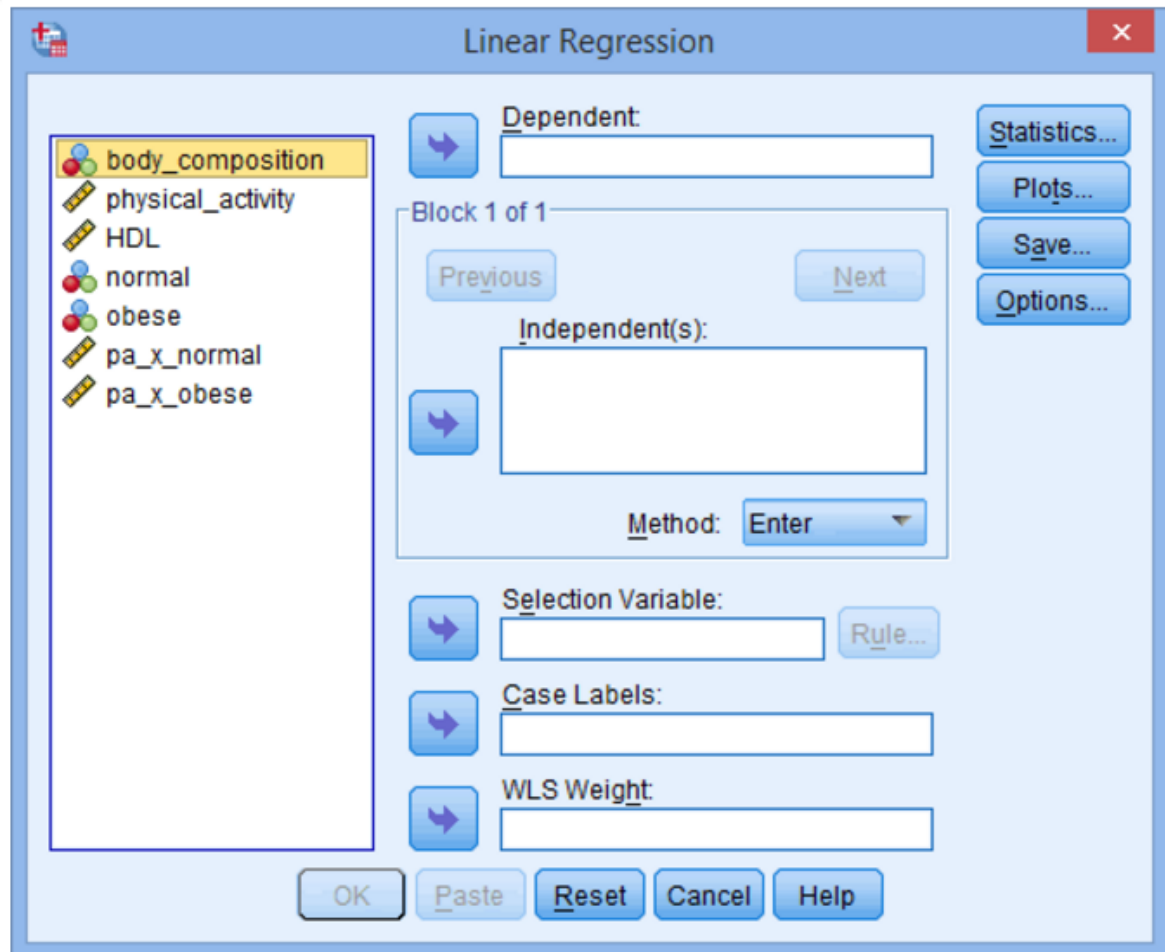 Linear Regression
body_composition
physical_activity
HDL
normal
obese
pa_x_normal
pa_x_obese
Dependent:
Block 1 of 1
Previous
Next
Independent(s):
Method: Enter
Selection Variable:
Rule...
Case Labels:
WLS Weight:
Statistics...
Plots...
Save...
Options...
OK Paste Reset Cancel Help